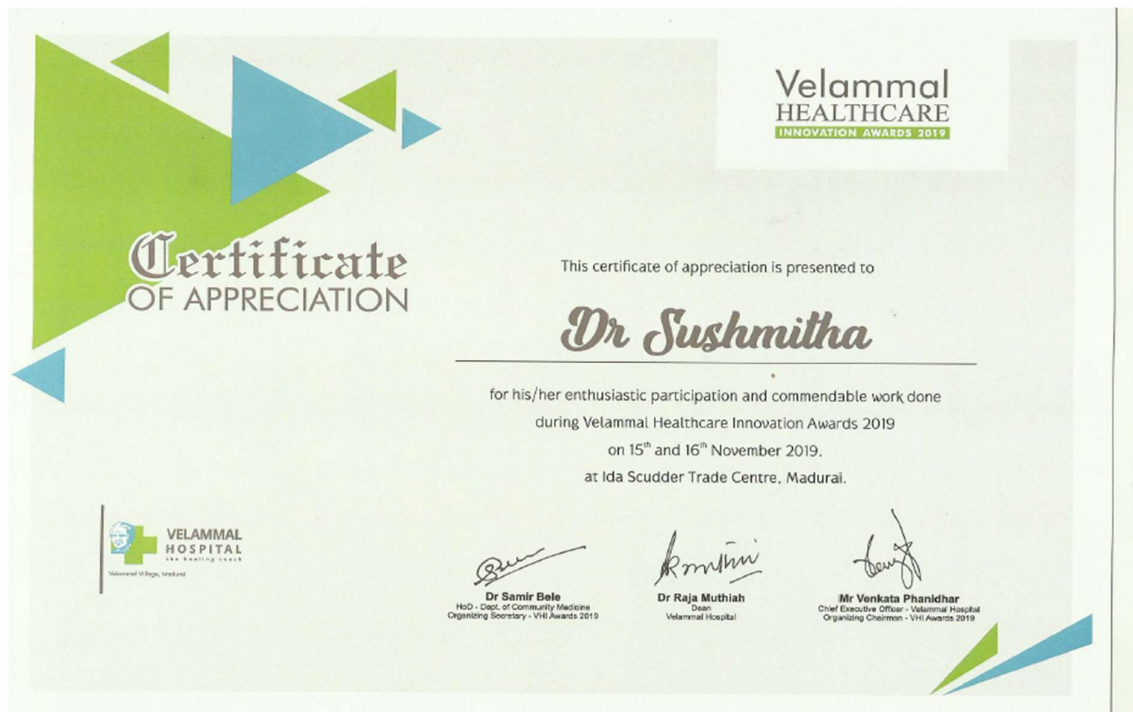 Velammal
HEALTHCARE
INNOVATION AWARDS 2019
Certificate
OF APPRECIATION
This certificate of appreciation is presented to
Dr Sushmitha
for his/her enthusiastic participation and commendable work done
during Velammal Healthcare Innovation Awards 2019
on 15th and 16th November 2019.
at Ida Scudder Trade Centre, Madurai.
VELAMMAL
HOSPITAL
the healing touch
Velammal Village, Madurai
Dr Samir Bele
HoD - Dept. of Community Medicine
Organizing Secretary - VHI Awards 2019
Dr Raja Muthiah
Dean
Velammal Hospital
Mr Venkata Phanidhar
Chief Executive Officer - Velammal Hospital
Organizing Chairman - VHI Awards 2019